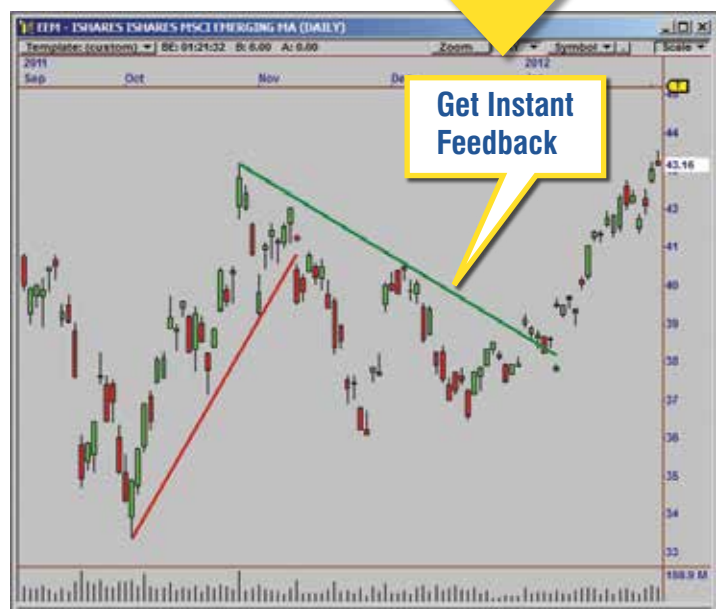 EEM - ISHARES ISHARES MSCI EMERGING MA (DAILY)
Template: (custom) BE: 01:21:32 B: 0.00 A: 0.00 Zoom Symbol Scale
2011 2012
Sep Oct Nov De
Get Instant
Feedback
44
43.16
43
41
40
39
38
37
36
35
34
33